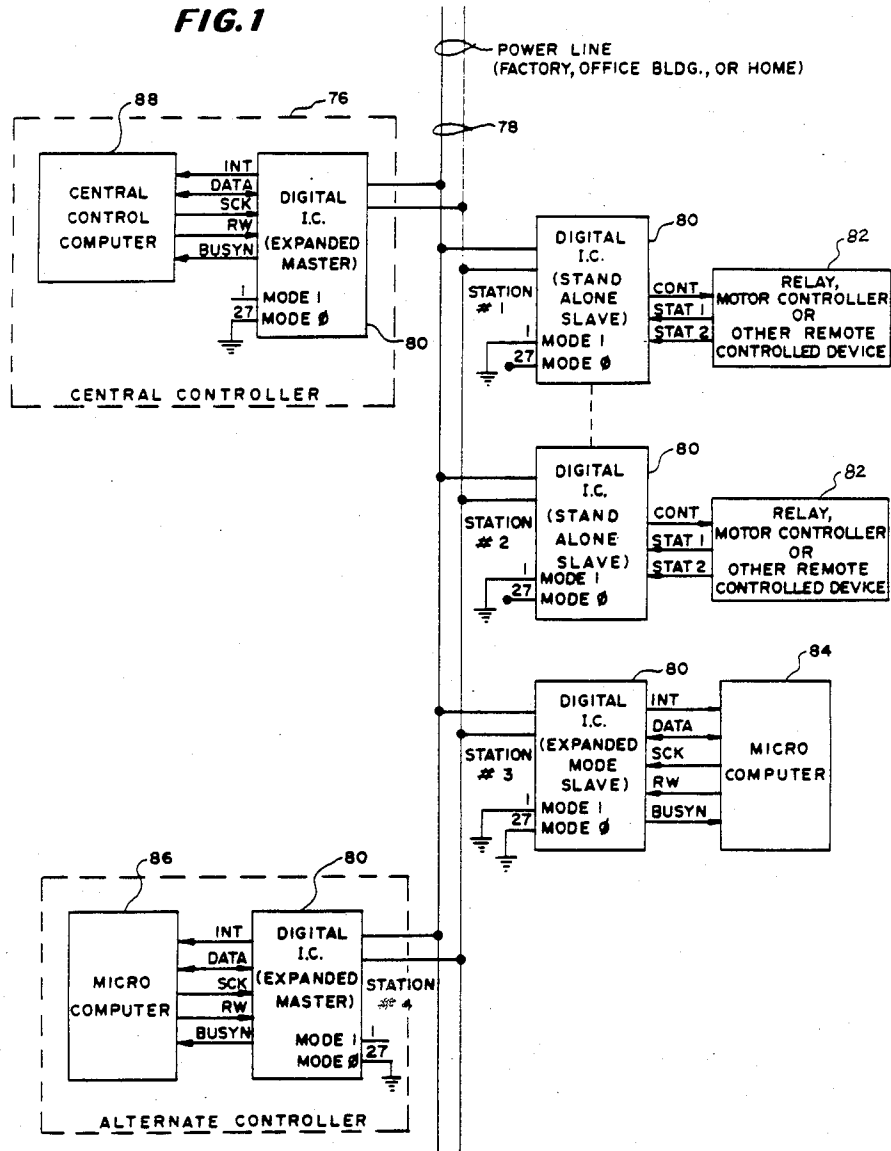 FIG. 1
POWER LINE
(FACTORY, OFFICE BLDG., OR HOME)
78
88
76
CENTRAL
CONTROL
COMPUTER
INT
DATA
SCK
RW
BUSYN
DIGITAL
I.C.
(EXPANDED
MASTER)
1 MODE 1
27 MODE Ø
80
CENTRAL CONTROLLER
80
DIGITAL
I.C.
(STAND
ALONE
SLAVE)
STATION
# 1
1 MODE 1
27 MODE Ø
CONT
STAT 1
STAT 2
82
RELAY,
MOTOR CONTROLLER
OR
OTHER REMOTE
CONTROLLED DEVICE
80
DIGITAL
I.C.
(STAND
ALONE
SLAVE)
STATION
# 2
1 MODE 1
27 MODE Ø
CONT
STAT 1
STAT 2
82
RELAY,
MOTOR CONTROLLER
OR
OTHER REMOTE
CONTROLLED DEVICE
80
DIGITAL
I.C.
(EXPANDED
MODE
SLAVE)
STATION
# 3
1 MODE 1
27 MODE Ø
INT
DATA
SCK
RW
BUSYN
84
MICRO
COMPUTER
86
MICRO
COMPUTER
INT
DATA
SCK
RW
BUSYN
80
DIGITAL
I.C.
(EXPANDED
MASTER)
STATION
# 4
MODE 1 1
MODE Ø 27
ALTERNATE CONTROLLER